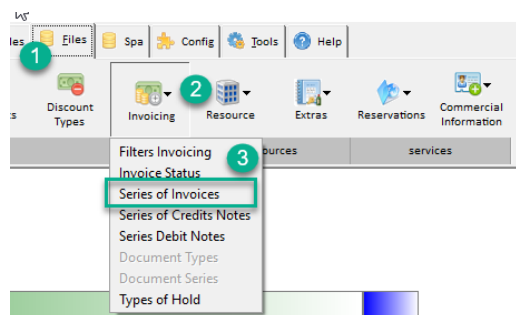 les Files Spa Config Tools Help
1
2
Discount Types
Invoicing Resource Extras Reservations Commercial Information
urces services
Filters Invoicing
3
Invoice Status
Series of Invoices
Series of Credits Notes
Series Debit Notes
Document Types
Document Series
Types of Hold